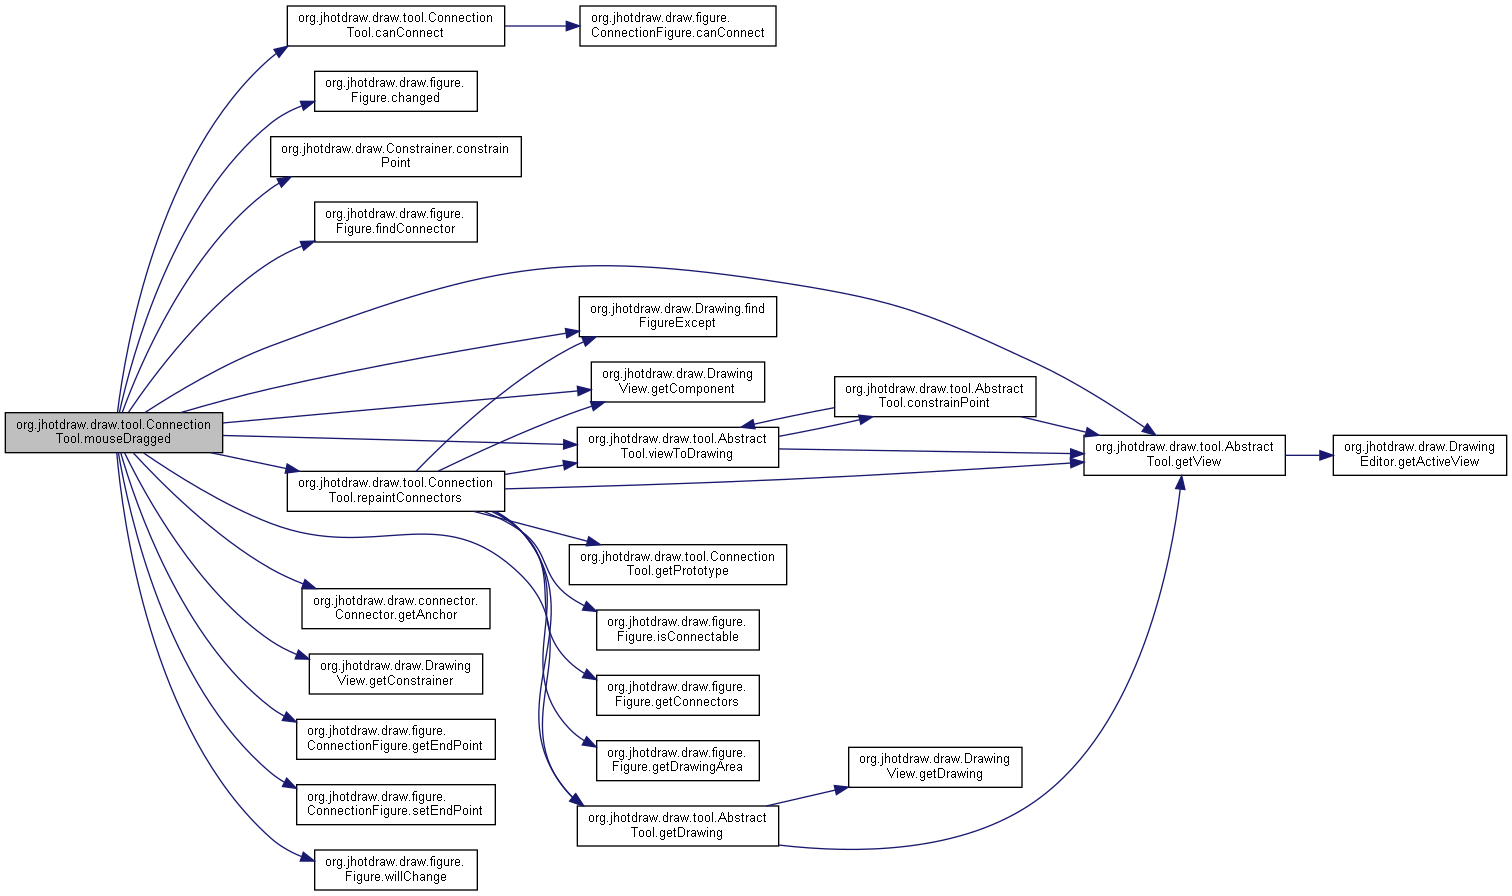 org.jhotdraw.draw.tool.Connection
Tool.mouseDragged
org.jhotdraw.draw.tool.Connection
Tool.canConnect
org.jhotdraw.draw.figure.
Figure.changed
org.jhotdraw.draw.Constrainer.constrain
Point
org.jhotdraw.draw.figure.
Figure.findConnector
org.jhotdraw.draw.tool.Connection
Tool.repaintConnectors
org.jhotdraw.draw.connector.
Connector.getAnchor
org.jhotdraw.draw.Drawing
View.getConstrainer
org.jhotdraw.draw.figure.
ConnectionFigure.getEndPoint
org.jhotdraw.draw.figure.
ConnectionFigure.setEndPoint
org.jhotdraw.draw.figure.
Figure.willChange
org.jhotdraw.draw.figure.
ConnectionFigure.canConnect
org.jhotdraw.draw.Drawing.find
FigureExcept
org.jhotdraw.draw.Drawing
View.getComponent
org.jhotdraw.draw.tool.Abstract
Tool.viewToDrawing
org.jhotdraw.draw.tool.Connection
Tool.getPrototype
org.jhotdraw.draw.figure.
Figure.isConnectable
org.jhotdraw.draw.figure.
Figure.getConnectors
org.jhotdraw.draw.figure.
Figure.getDrawingArea
org.jhotdraw.draw.tool.Abstract
Tool.getDrawing
org.jhotdraw.draw.tool.Abstract
Tool.constrainPoint
org.jhotdraw.draw.Drawing
View.getDrawing
org.jhotdraw.draw.tool.Abstract
Tool.getView
org.jhotdraw.draw.Drawing
Editor.getActiveView